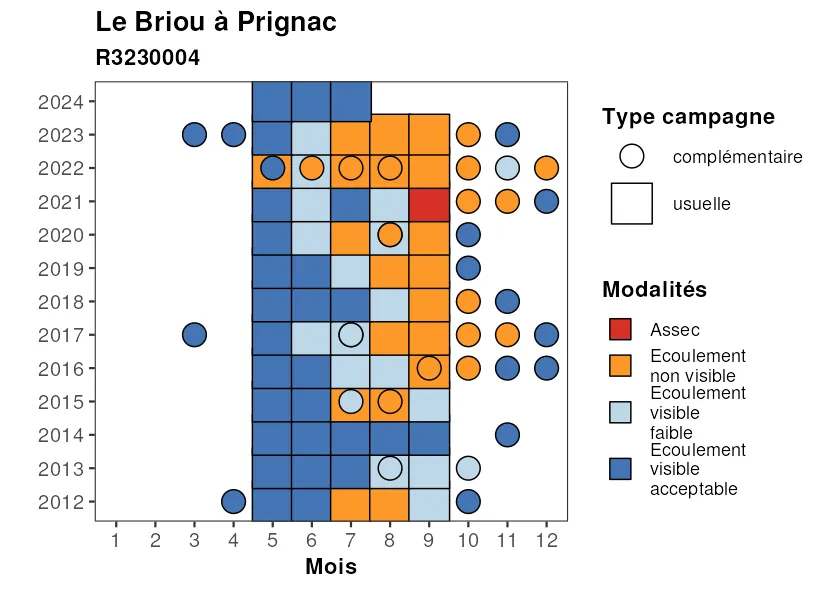 Le Briou à Prignac
R3230004
2024
2023
2022
2021
2020
2019
2018
2017
2016
2015
2014
2013
2012
1 2 3 4 5 6 7 8 9 10 11 12
Mois
Type campagne
complémentaire
usuelle
Modalités
Assec
Ecoulement
non visible
Ecoulement
visible
faible
Ecoulement
visible
acceptable